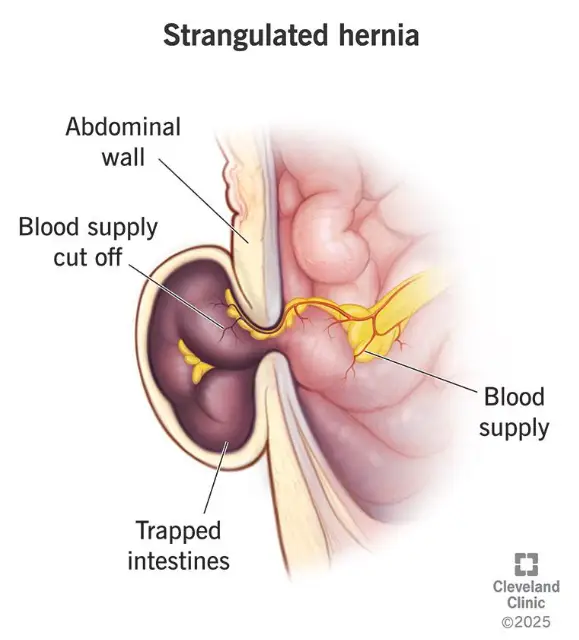 Strangulated hernia
Abdominal
wall
Blood supply
cut off
Blood
supply
Trapped
intestines
Cleveland
Clinic
©2025